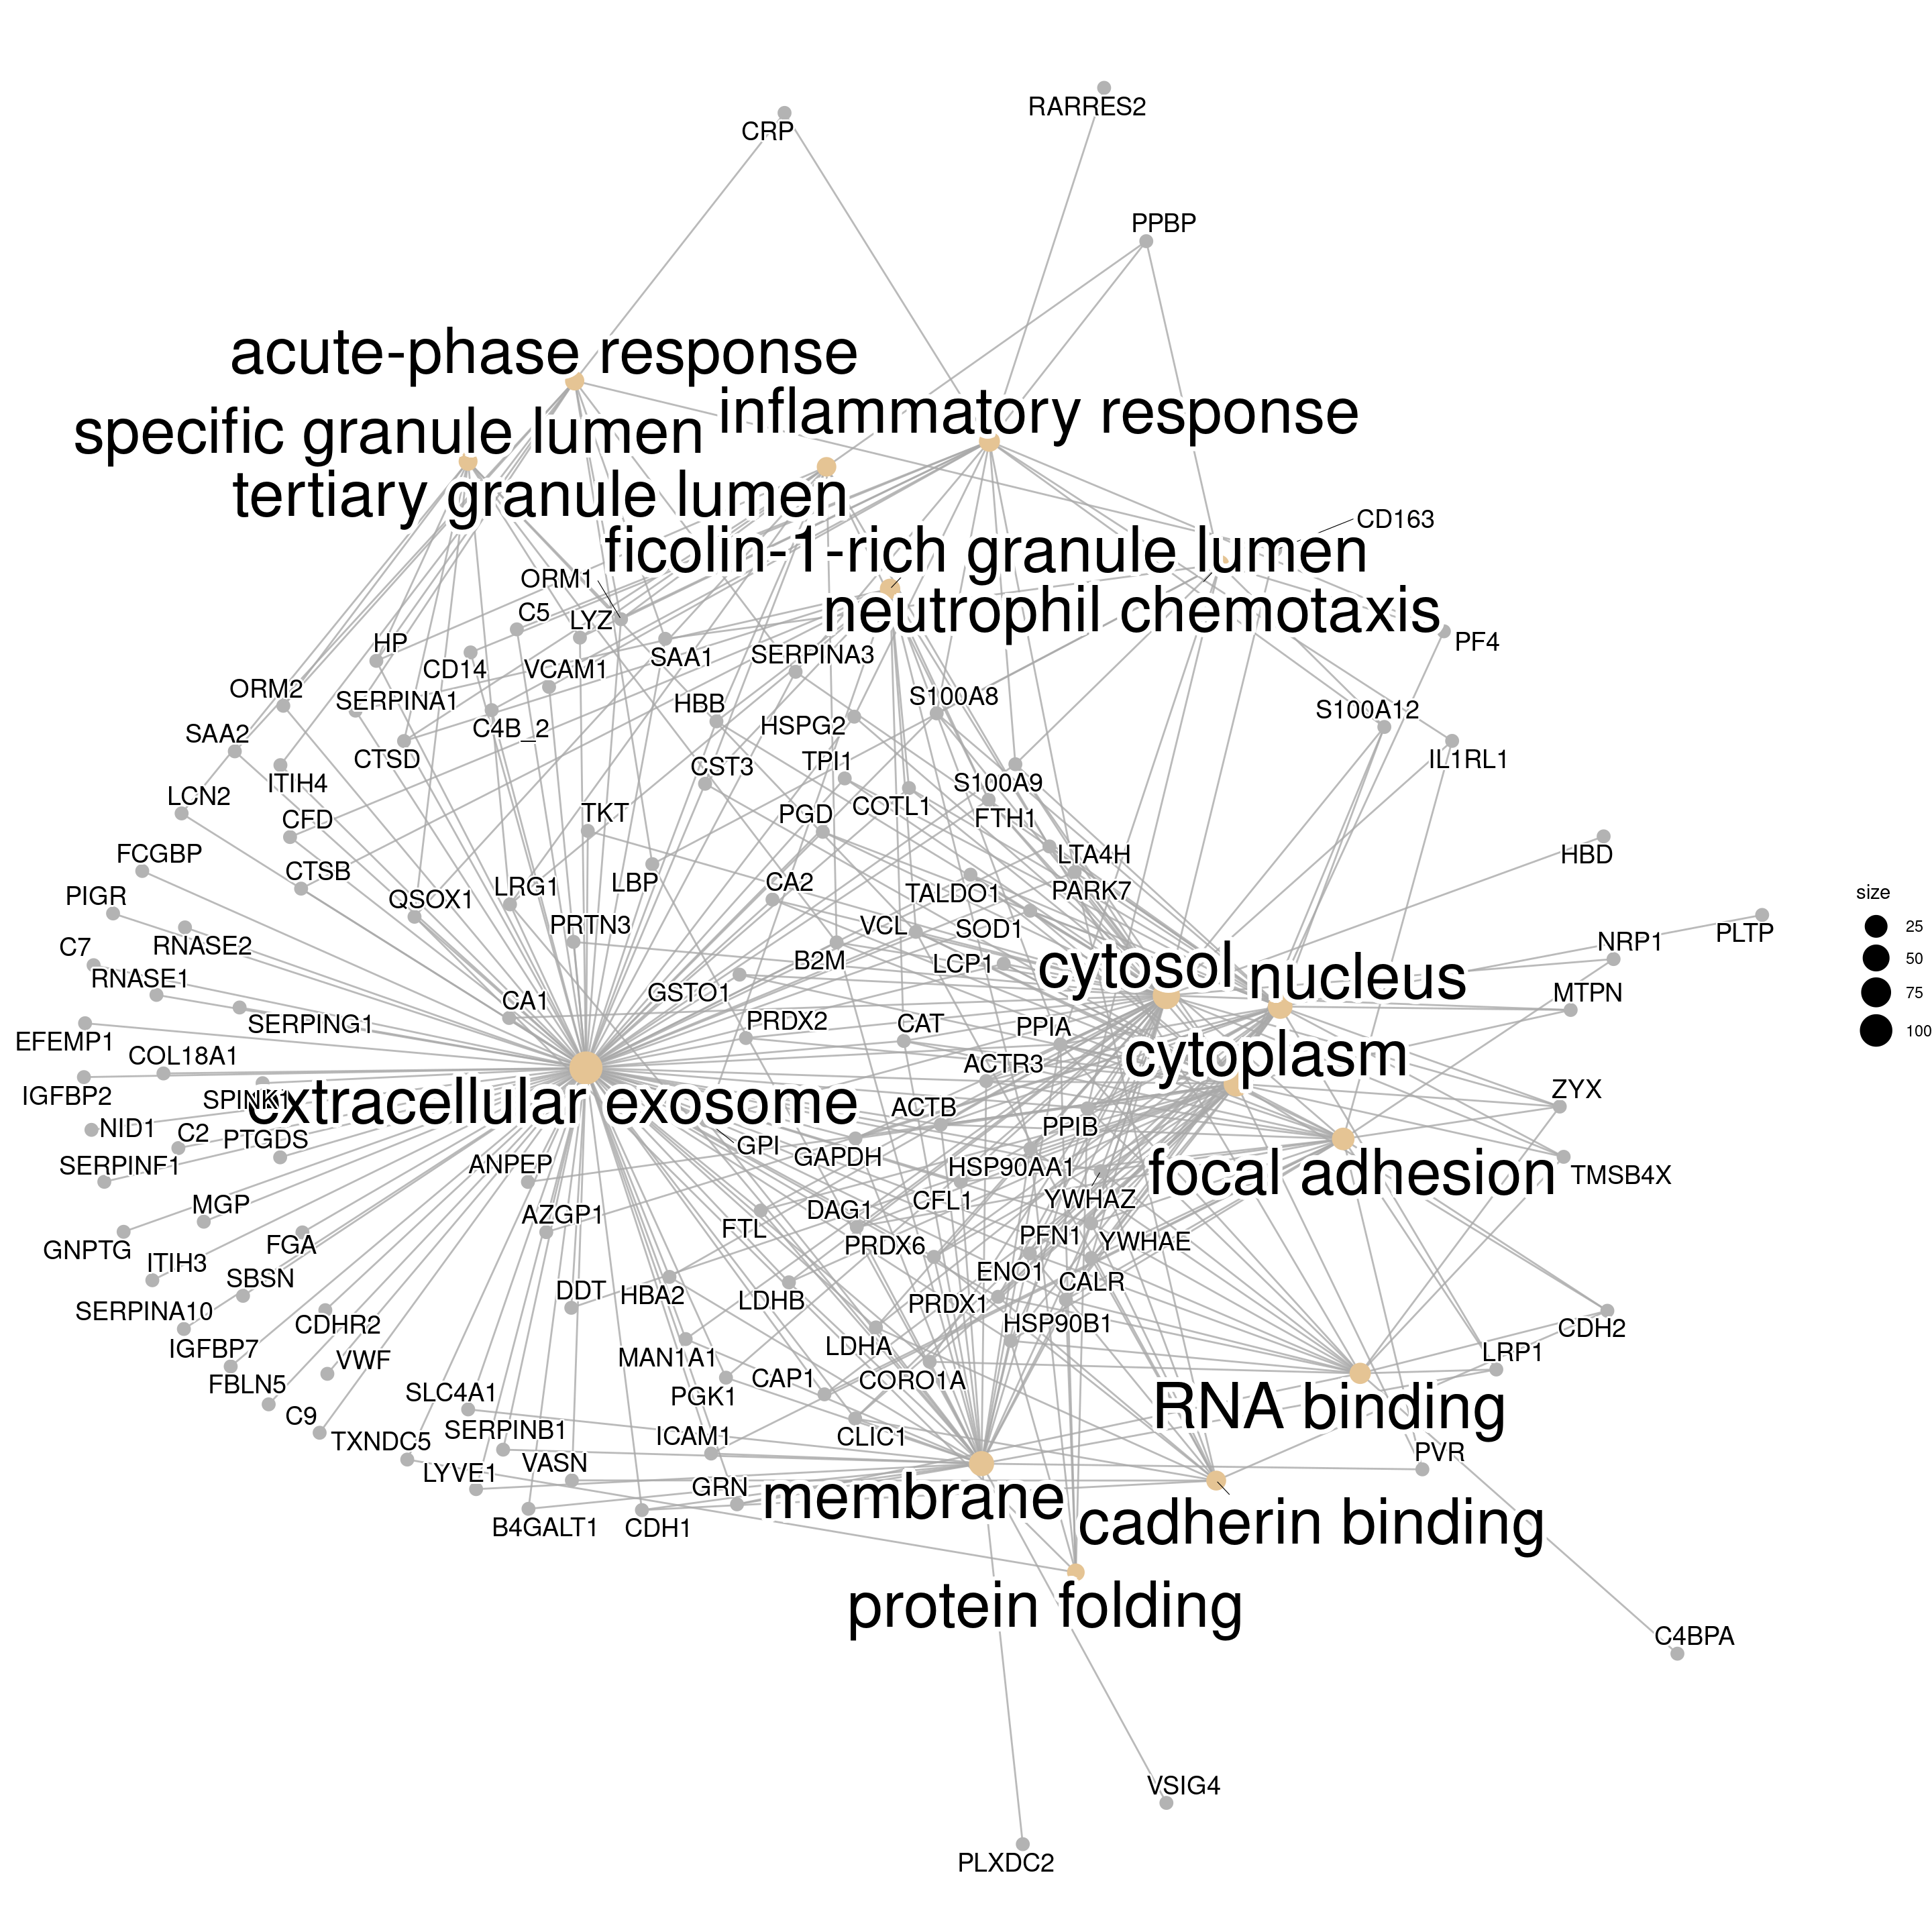 RARRES2
CRP
PPBP
acute-phase response
inflammatory response
specific granule lumen
tertiary granule lumen
CD163
ficolin-1-rich granule lumen
ORM1
neutrophil chemotaxis
C5
LYZ
HP
PF4
CD14
VCAM1
SAA1
SERPINA3
ORM2
SERPINA1
HBB
S100A8
S100A12
SAA2
C4B_2
HSPG2
CTSD
CST3
TPI1
IL1RL1
ITIH4
S100A9
LCN2
CFD
TKT
PGD
COTL1
FTH1
FCGBP
LTA4H
HBD
CTSB
LBP
CA2
PARK7
PIGR
QSOX1
LRG1
TALDO1
size
25
50
75
100
PRTN3
VCL
SOD1
PLTP
C7
RNASE2
NRP1
RNASE1
B2M
LCP1
cytosol
nucleus
GSTO1
MTPN
CA1
SERPING1
PRDX2
CAT
PPIA
EFEMP1
COL18A1
ACTR3
cytoplasm
IGFBP2
SPINK1
extracellular exosome
ACTB
ZYX
NID1
C2
PTGDS
GPI
GAPDH
PPIB
SERPINF1
ANPEP
HSP90AA1
focal adhesion
TMSB4X
MGP
AZGP1
FTL
DAG1
CFL1
YWHAZ
GNPTG
FGA
PRDX6
PFN1
YWHAE
ITIH3
SBSN
DDT
HBA2
LDHB
ENO1
CALR
SERPINA10
CDHR2
PRDX1
HSP90B1
CDH2
IGFBP7
VWF
MAN1A1
LDHA
LRP1
FBLN5
SLC4A1
PGK1
CAP1
CORO1A
C9
RNA binding
TXNDC5
SERPINB1
ICAM1
CLIC1
PVR
LYVE1
VASN
GRN
membrane
B4GALT1
CDH1
cadherin binding
protein folding
C4BPA
VSIG4
PLXDC2